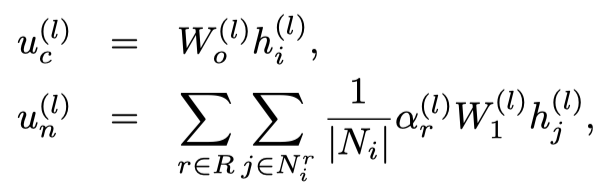 u_c^{(l)} = W_o^{(l)} h_i^{(l)},
u_n^{(l)} = \sum_{r \in R} \sum_{j \in N_i^r} \frac{1}{|N_i|} \alpha_r^{(l)} W_1^{(l)} h_j^{(l)},